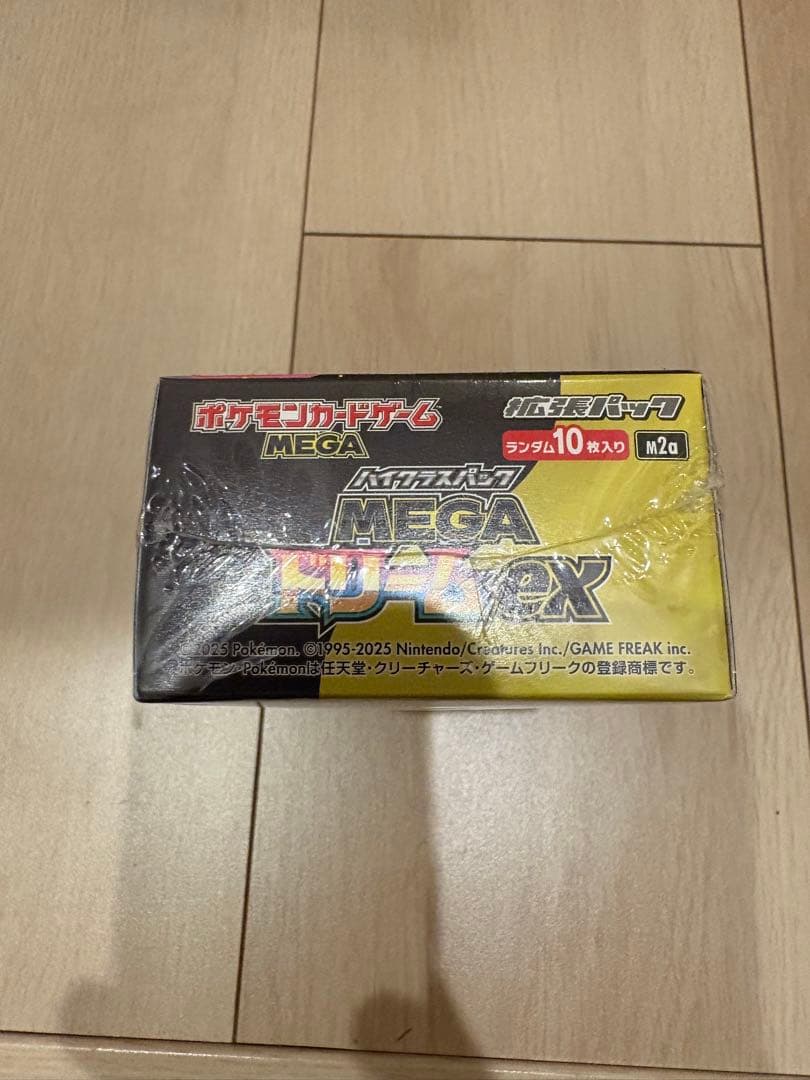 ポケモンカードゲーム
MEGA
拡張パック
ランダム10枚入り M2a
ハイクラスパック
MEGA
ドリームex
©2025 Pokémon. ©1995-2025 Nintendo/Creatures Inc./GAME FREAK inc.
ポケモン・Pokémonは任天堂・クリーチャーズ・ゲームフリークの登録商標です。